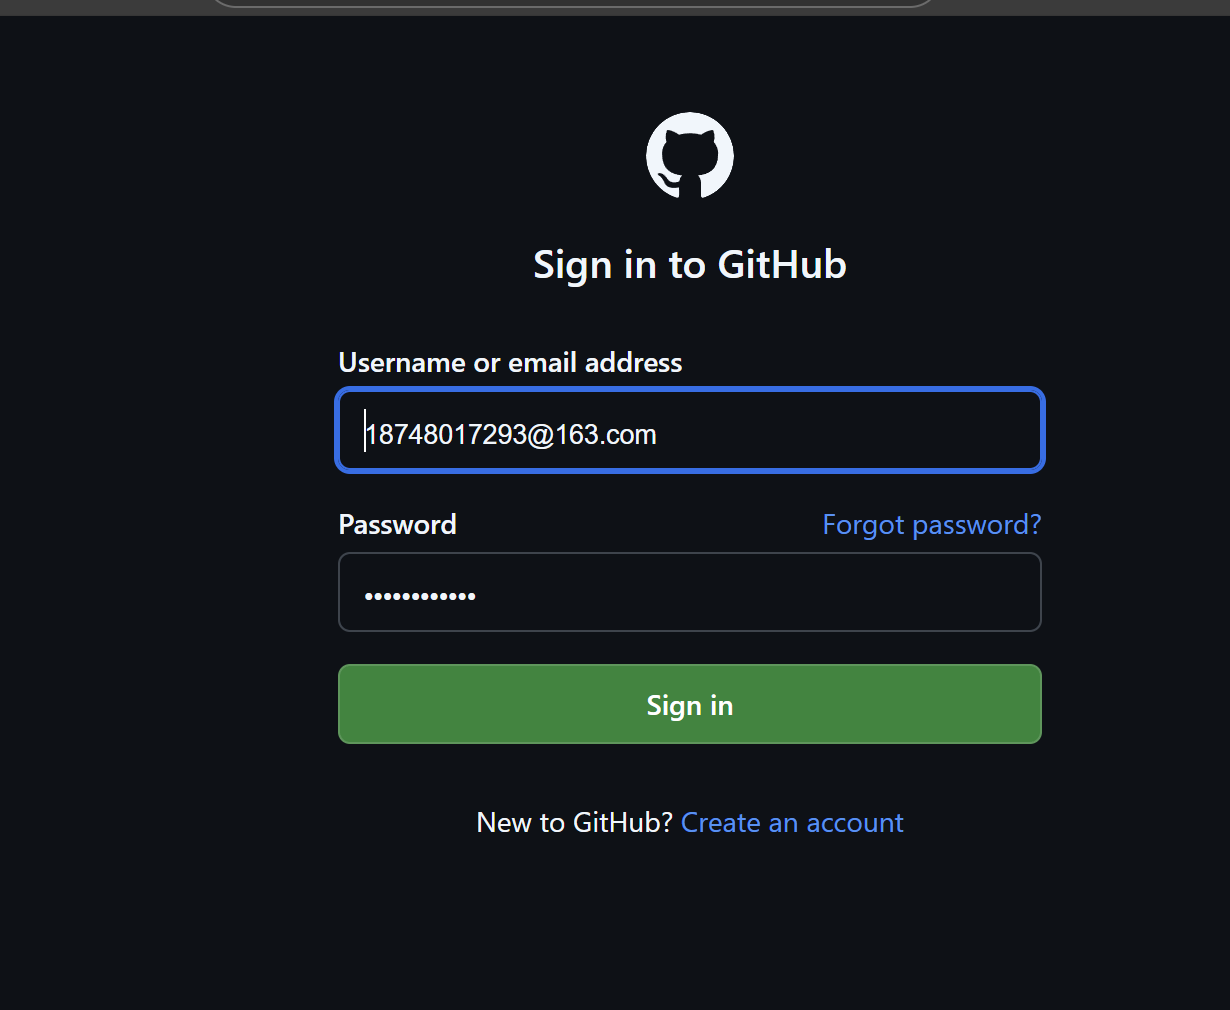 Sign in to GitHub
Username or email address
18748017293@163.com
Password Forgot password?
••••••••••••
Sign in
New to GitHub? Create an account